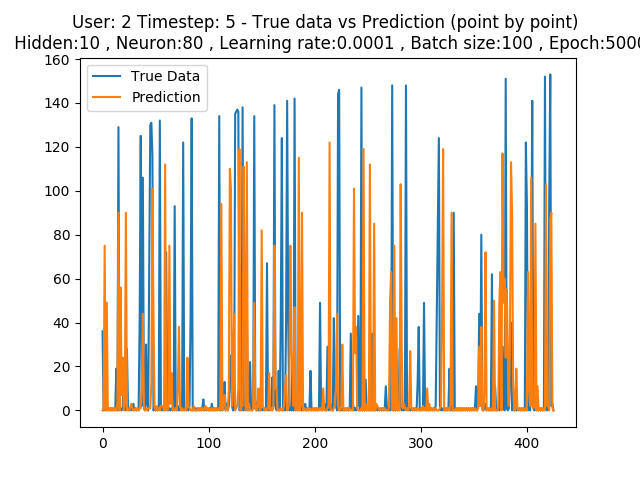 User: 2 Timestep: 5 - True data vs Prediction (point by point)
Hidden:10 , Neuron:80 , Learning rate:0.0001 , Batch size:100 , Epoch:5000
160
True Data
Prediction
140
120
100
80
60
40
20
0
0 100 200 300 400